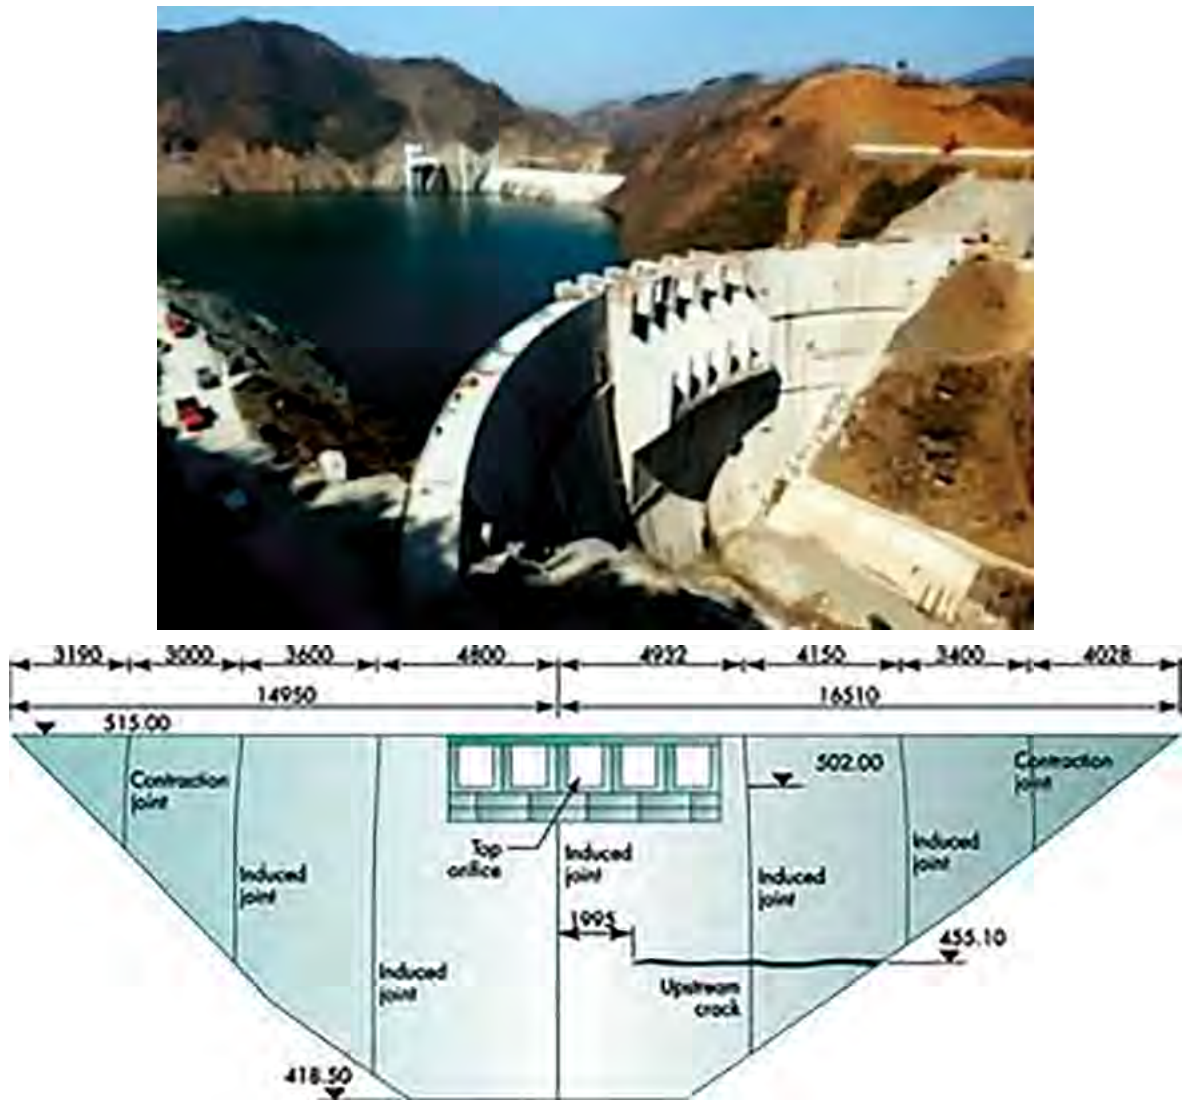 3190 3000 3600 4800 4932 4150 3400 4028
14950 16510
515.00
502.00
Contraction
joint
Contraction
joint
Top
orifice
Induced
joint
Induced
joint
Induced
joint
Induced
joint
1995
455.10
Induced
joint
Upstream
crack
418.50